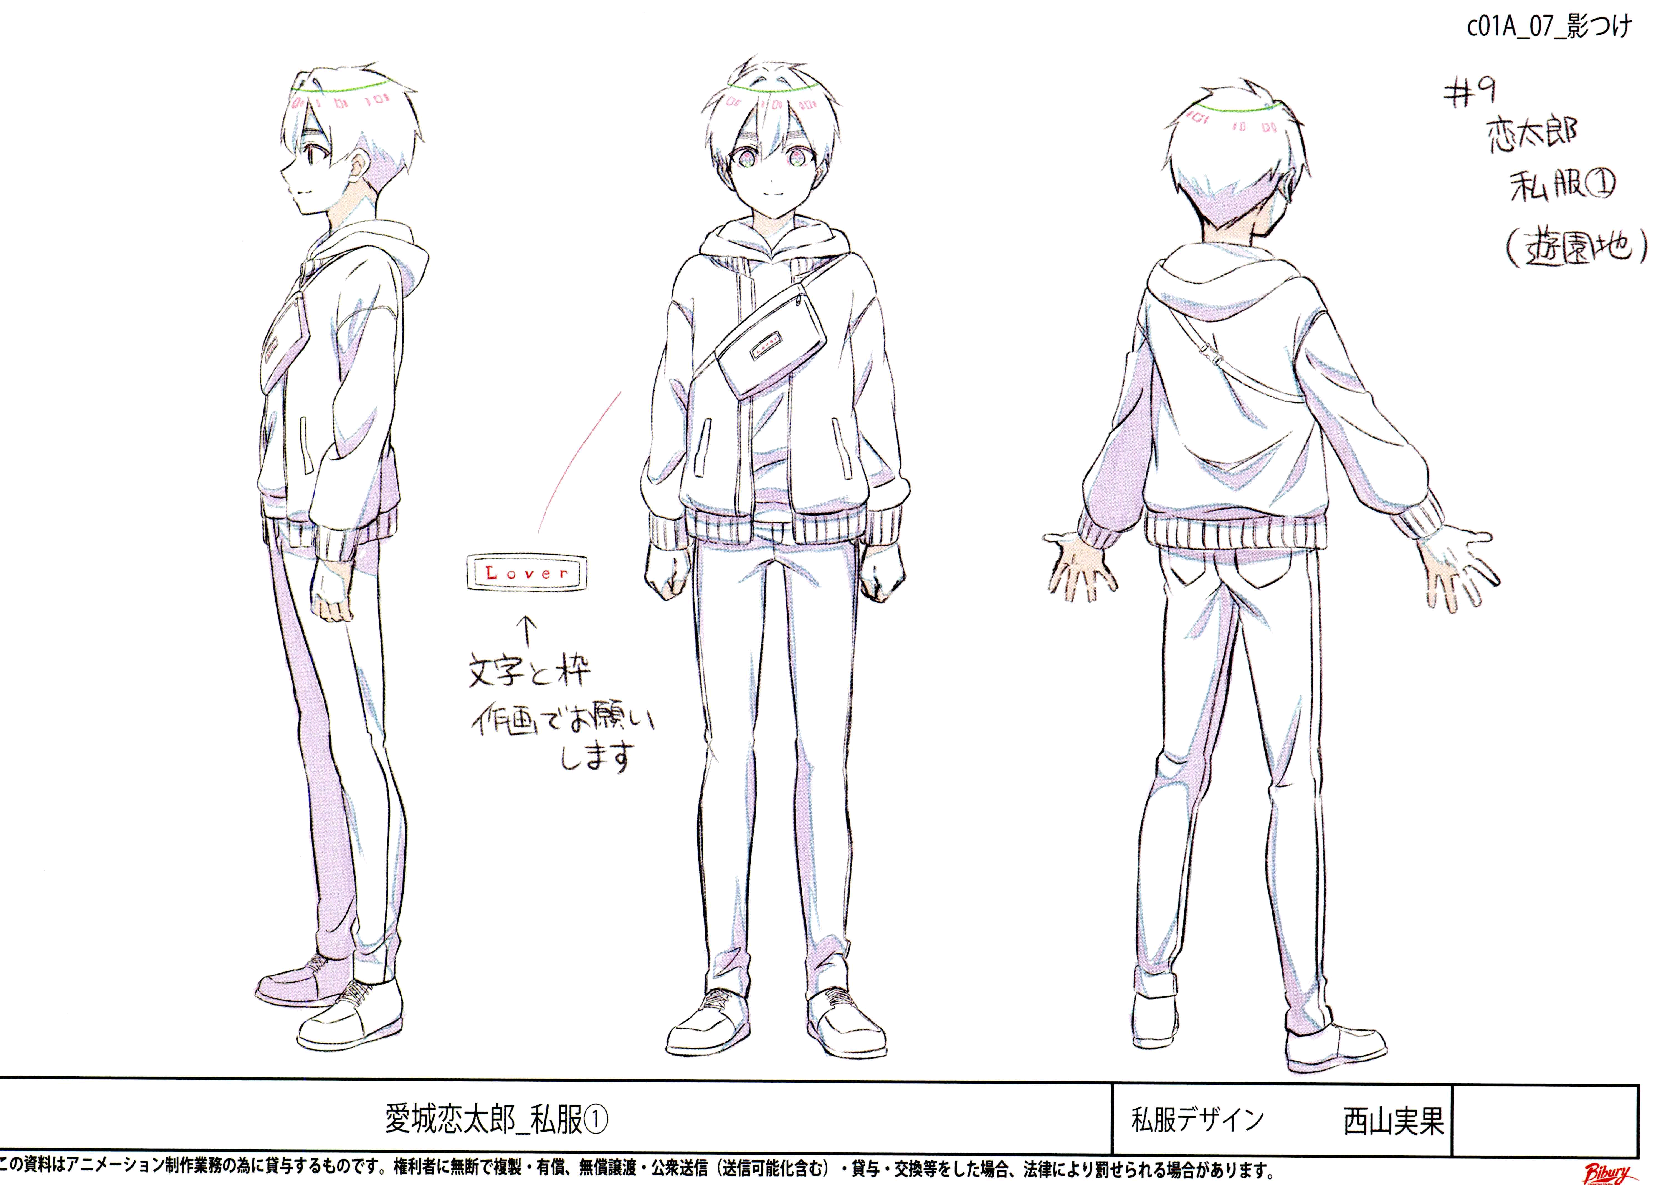 c01A_07_影つけ
#9
恋太郎
私服①
(遊園地)
Lover
↑
文字と枠
作画でお願い
します
愛城恋太郎_私服①
私服デザイン 西山実果
この資料はアニメーション制作業務の為に貸与するものです。権利者に無断で複製・有償、無償譲渡・公衆送信（送信可能化含む）・貸与・交換等をした場合、法律により罰せられる場合があります。
Bibury